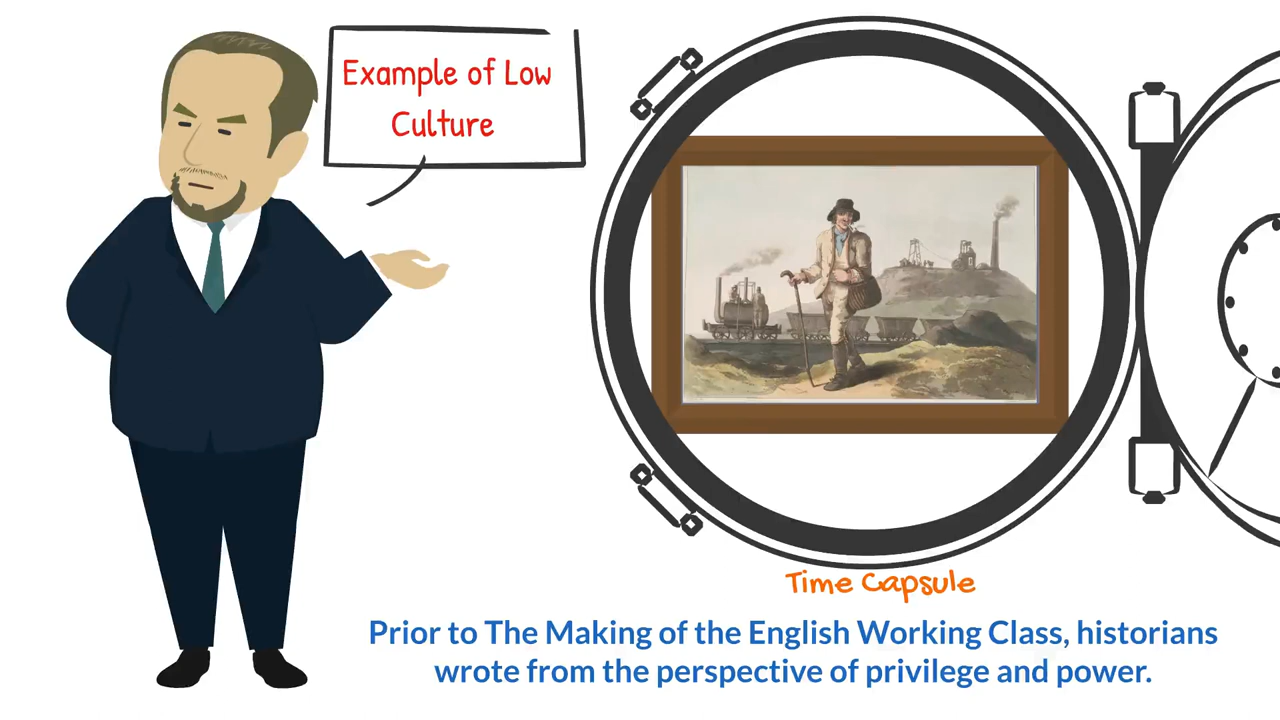 Example of Low
Culture
Time Capsule
Prior to The Making of the English Working Class, historians
wrote from the perspective of privilege and power.